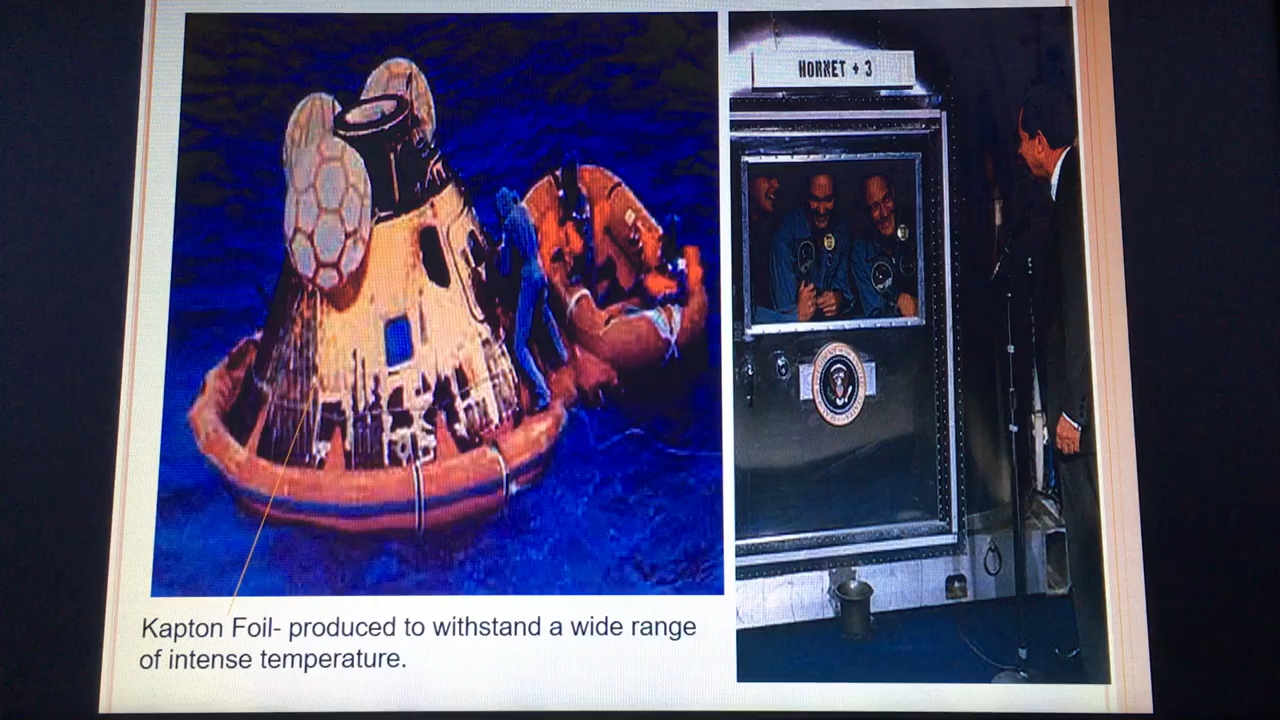 HORNET + 3
Kapton Foil- produced to withstand a wide range
of intense temperature.